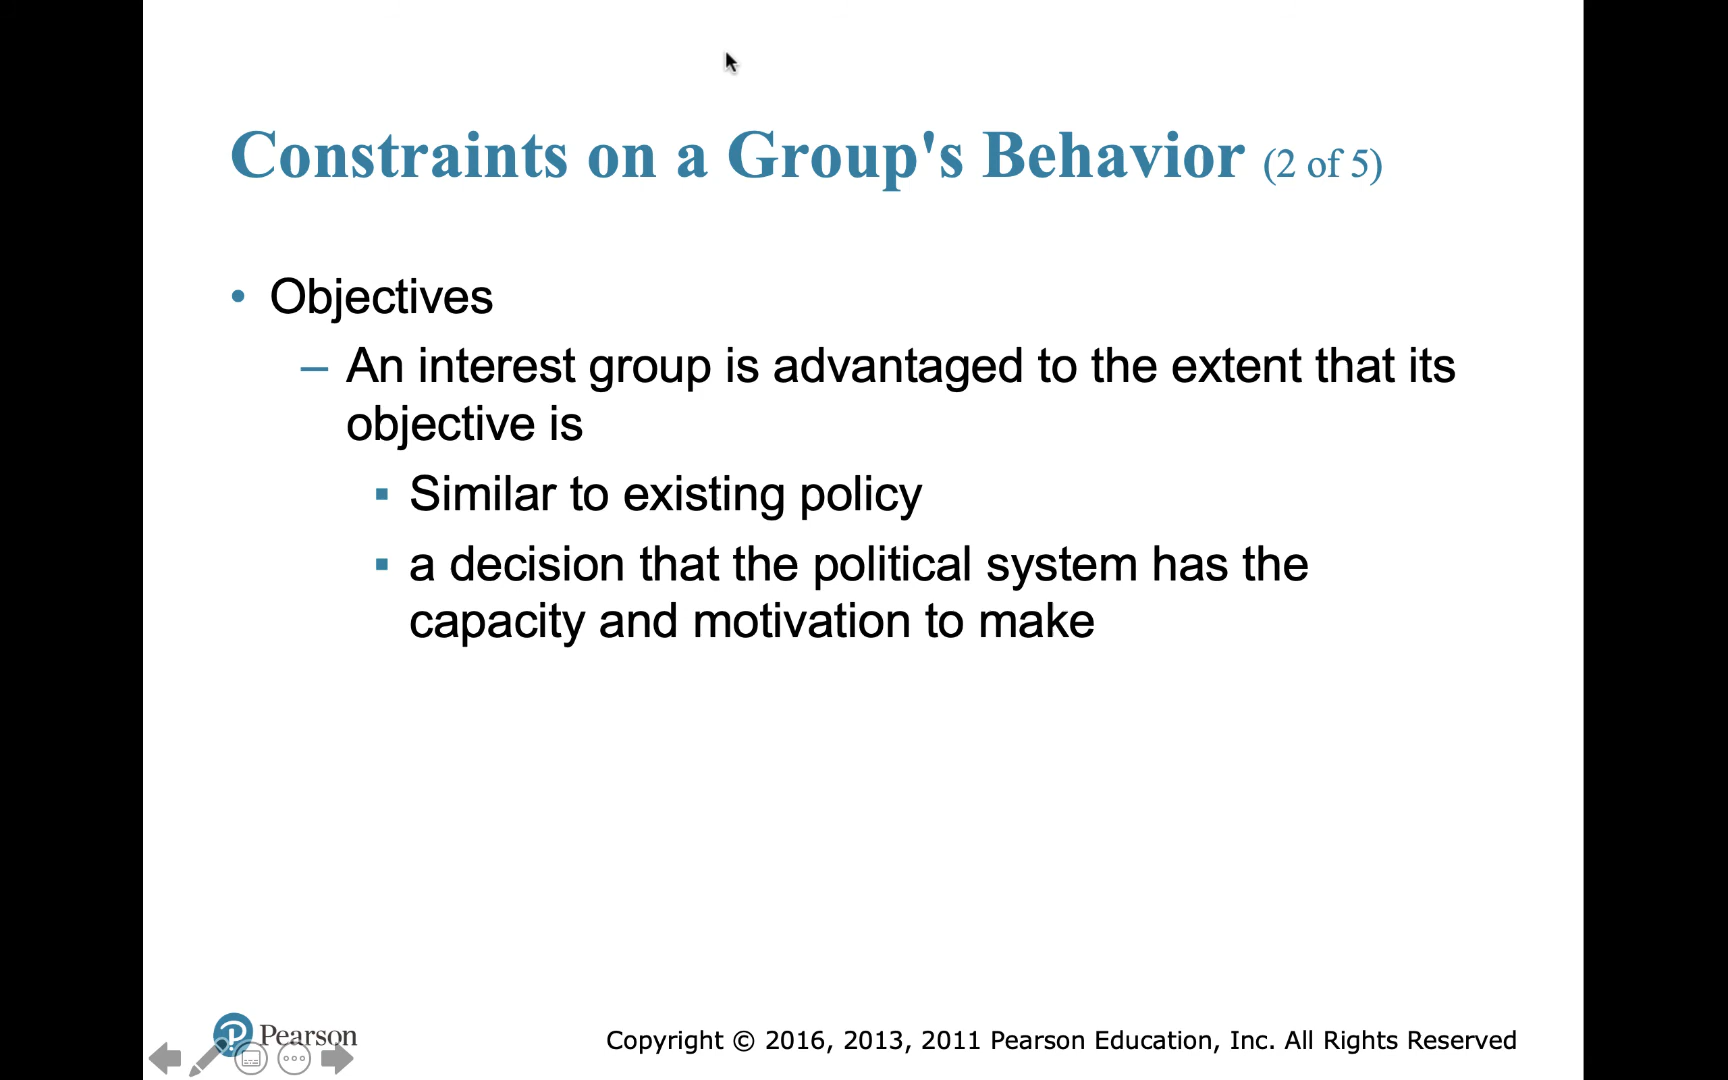 Constraints on a Group's Behavior (2 of 5)
• Objectives
– An interest group is advantaged to the extent that its
objective is
▪ Similar to existing policy
▪ a decision that the political system has the
capacity and motivation to make
Pearson
Copyright © 2016, 2013, 2011 Pearson Education, Inc. All Rights Reserved